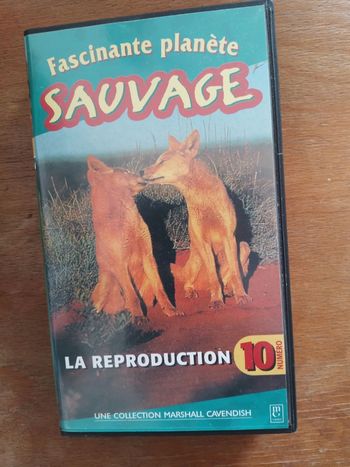 Fascinante planète
SAUVAGE
LA REPRODUCTION 10 NUMÉRO
UNE COLLECTION MARSHALL CAVENDISH